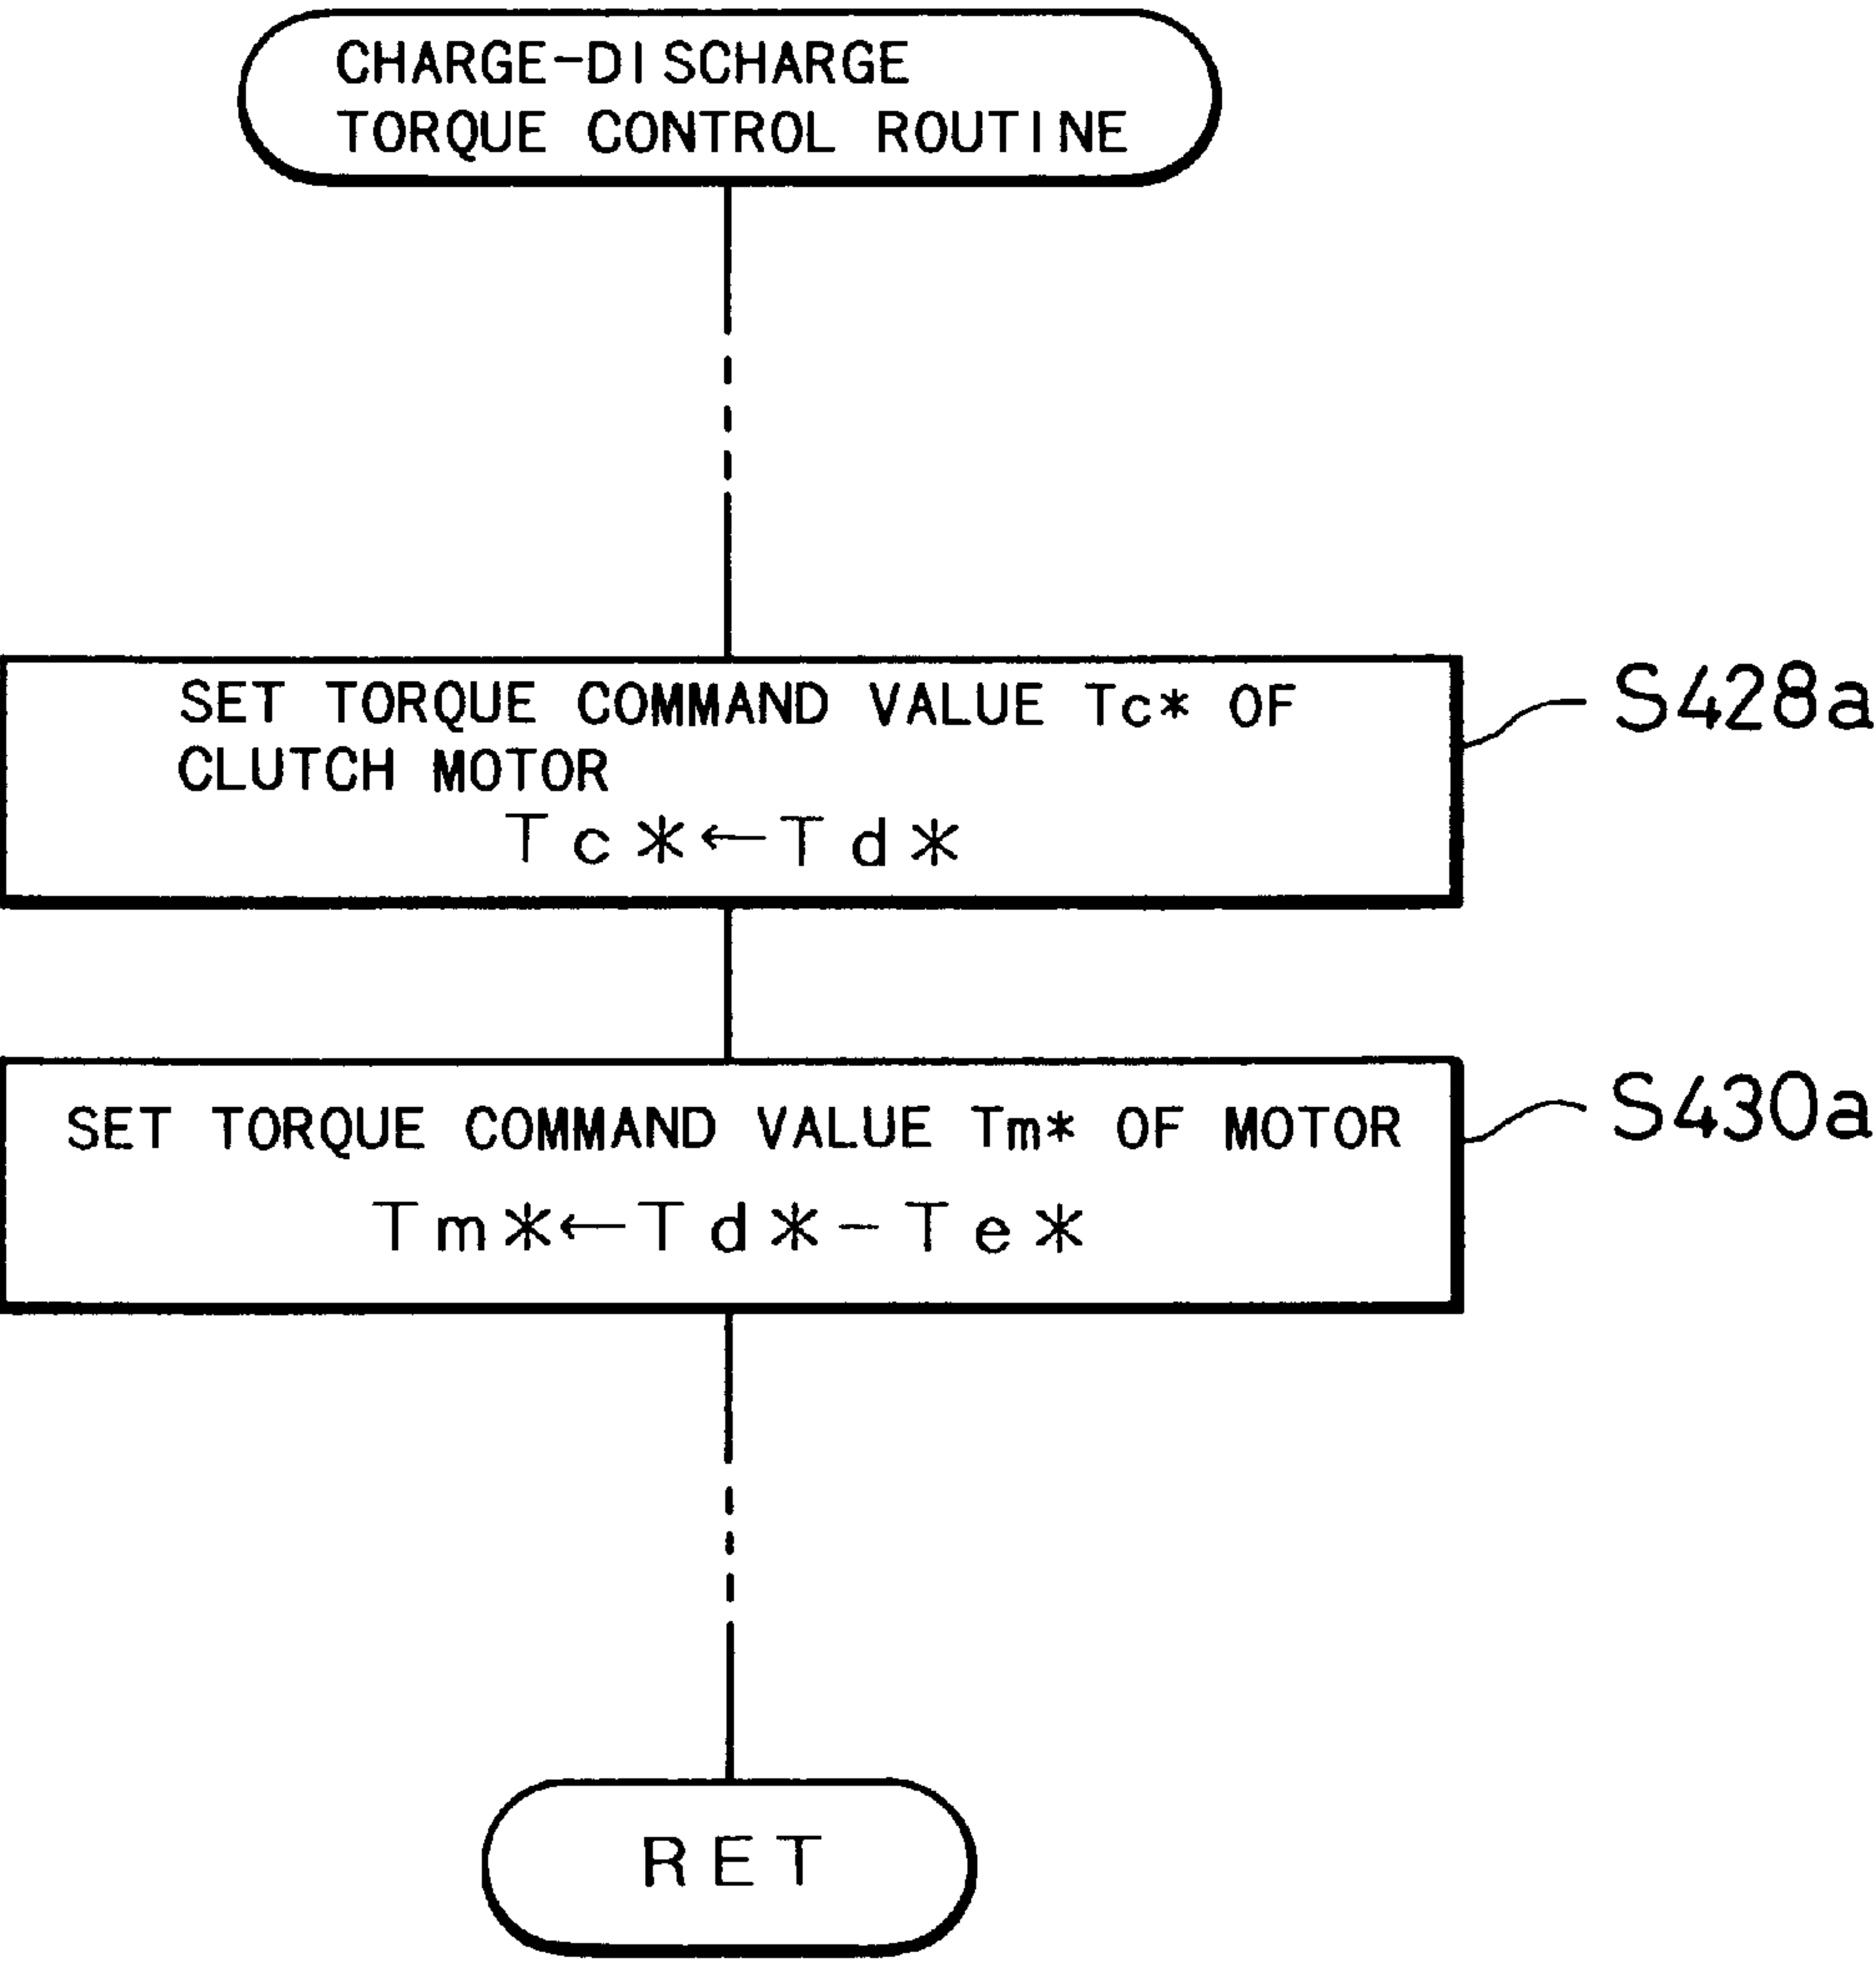 CHARGE-DISCHARGE
TORQUE CONTROL ROUTINE
SET TORQUE COMMAND VALUE Tc* OF
CLUTCH MOTOR
Tc*←Td*
S428a
SET TORQUE COMMAND VALUE Tm* OF MOTOR
Tm*←Td*-Te*
S430a
RET